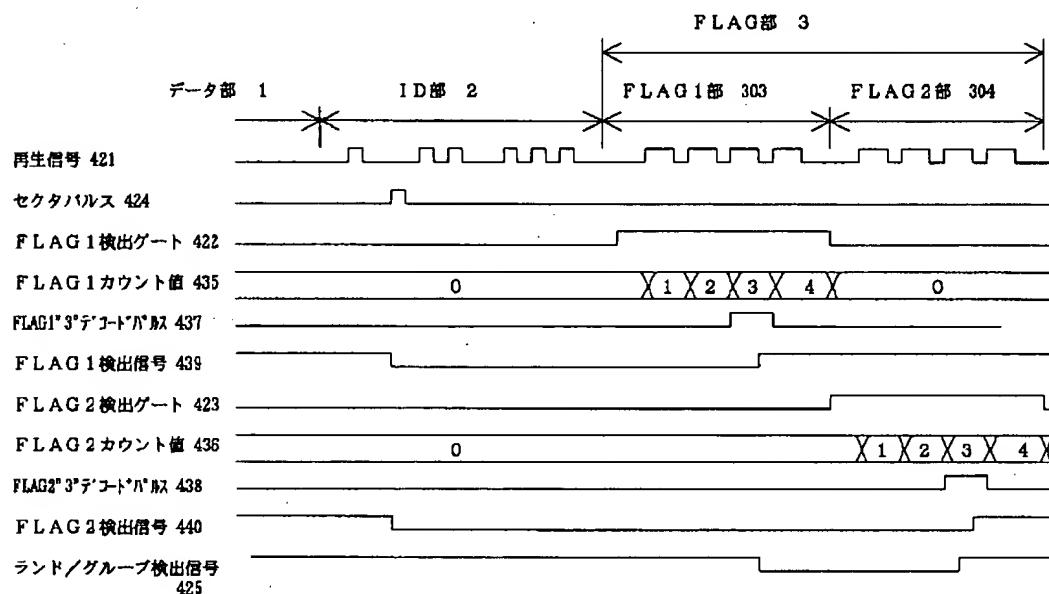 FLAG部 3
データ部 1 ID部 2 FLAG1部 303 FLAG2部 304
再生信号 421
セクタパルス 424
FLAG1検出ゲート 422
FLAG1カウント値 435 0 1 2 3 4 0
FLAG1"3"デコードパルス 437
FLAG1検出信号 439
FLAG2検出ゲート 423
FLAG2カウント値 436 0 1 2 3 4
FLAG2"3"デコードパルス 438
FLAG2検出信号 440
ランド/グルーブ検出信号
425